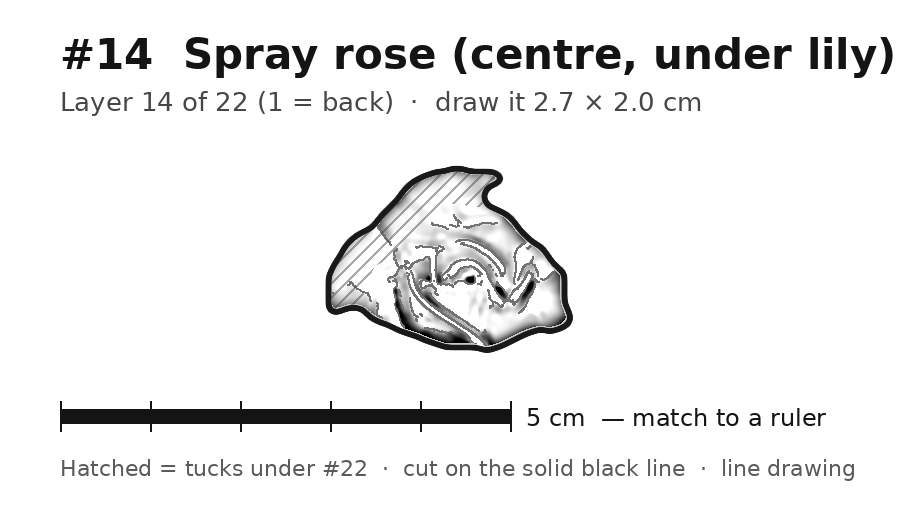 #14 Spray rose (centre, under lily)
Layer 14 of 22 (1 = back) · draw it 2.7 × 2.0 cm
5 cm — match to a ruler
Hatched = tucks under #22 · cut on the solid black line · line drawing